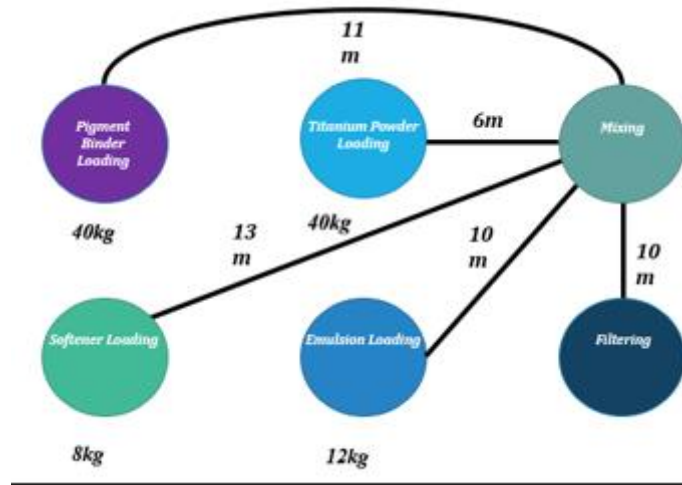 11
m
Pigment
Binder
Loading
Titanium Powder
Loading
6m
Mixing
40kg
13
m
40kg
10
m
10
m
Softener Loading
Emulsion Loading
Filtering
8kg
12kg